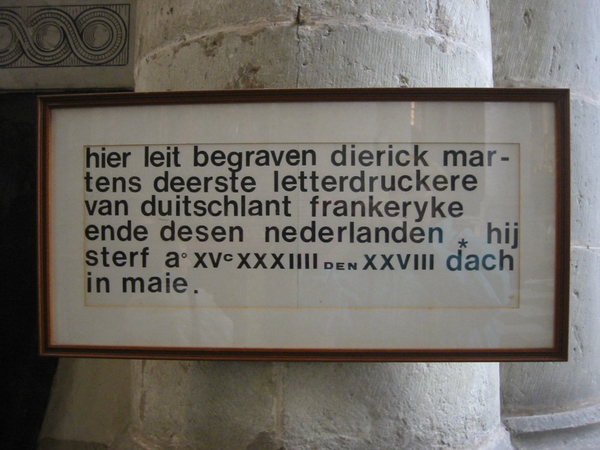 hier leit begraven dierick mar-
tens deerste letterdruckere
van duitschlant frankeryke
ende desen nederlanden * hij
sterf a° XVᶜ XXXIIII DEN XXVIII dach
in maie.